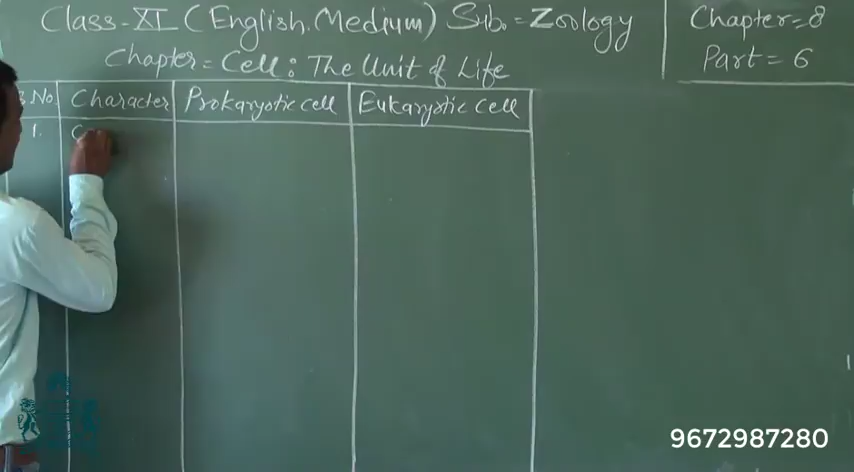 Class-XI (English Medium) Sub.=Zoology
Chapter=8
Part=6
Chapter=Cell: The Unit of Life
S.No. Character Prokaryotic cell Eukaryotic cell
1. C
9672987280